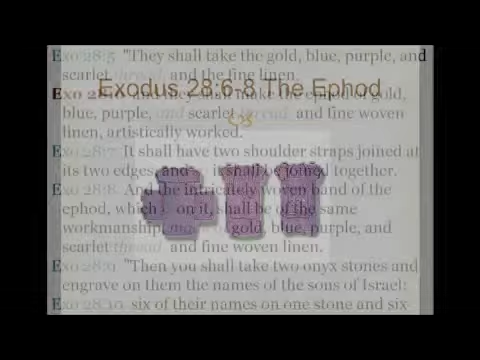 Exo 28:5 "They shall take the gold, blue, purple, and
scarlet thread, and the fine linen.
Exodus 28:6-8 The Ephod
and they shall make the ephod of gold,
blue, purple, and scarlet thread, and fine woven
linen, artistically worked.
Exo 28:7 It shall have two shoulder straps joined at
its two edges, and it shall be joined together.
Exo 28:8 And the intricately woven band of the
ephod, which is on it, shall be of the same
workmanship, gold, blue, purple, and
scarlet thread, and fine woven linen.
Exo 28:9 "Then you shall take two onyx stones and
engrave on them the names of the sons of Israel:
Exo 28:10 six of their names on one stone and six